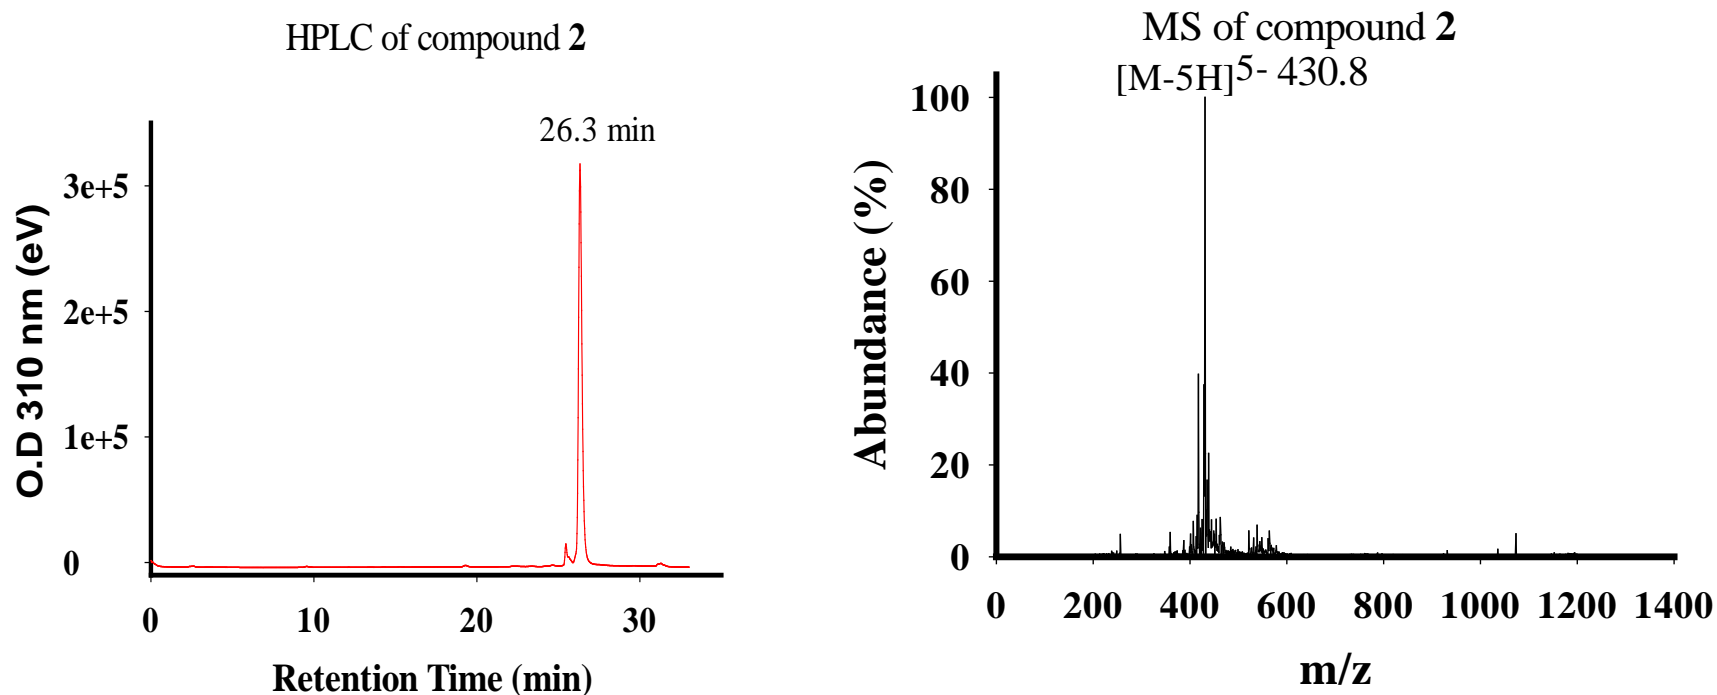 HPLC of compound 2
26.3 min
3e+5
2e+5
1e+5
0
O.D 310 nm (eV)
0 10 20 30
Retention Time (min)
MS of compound 2
[M-5H]5- 430.8
100
80
60
40
20
0
Abundance (%)
0 200 400 600 800 1000 1200 1400
m/z